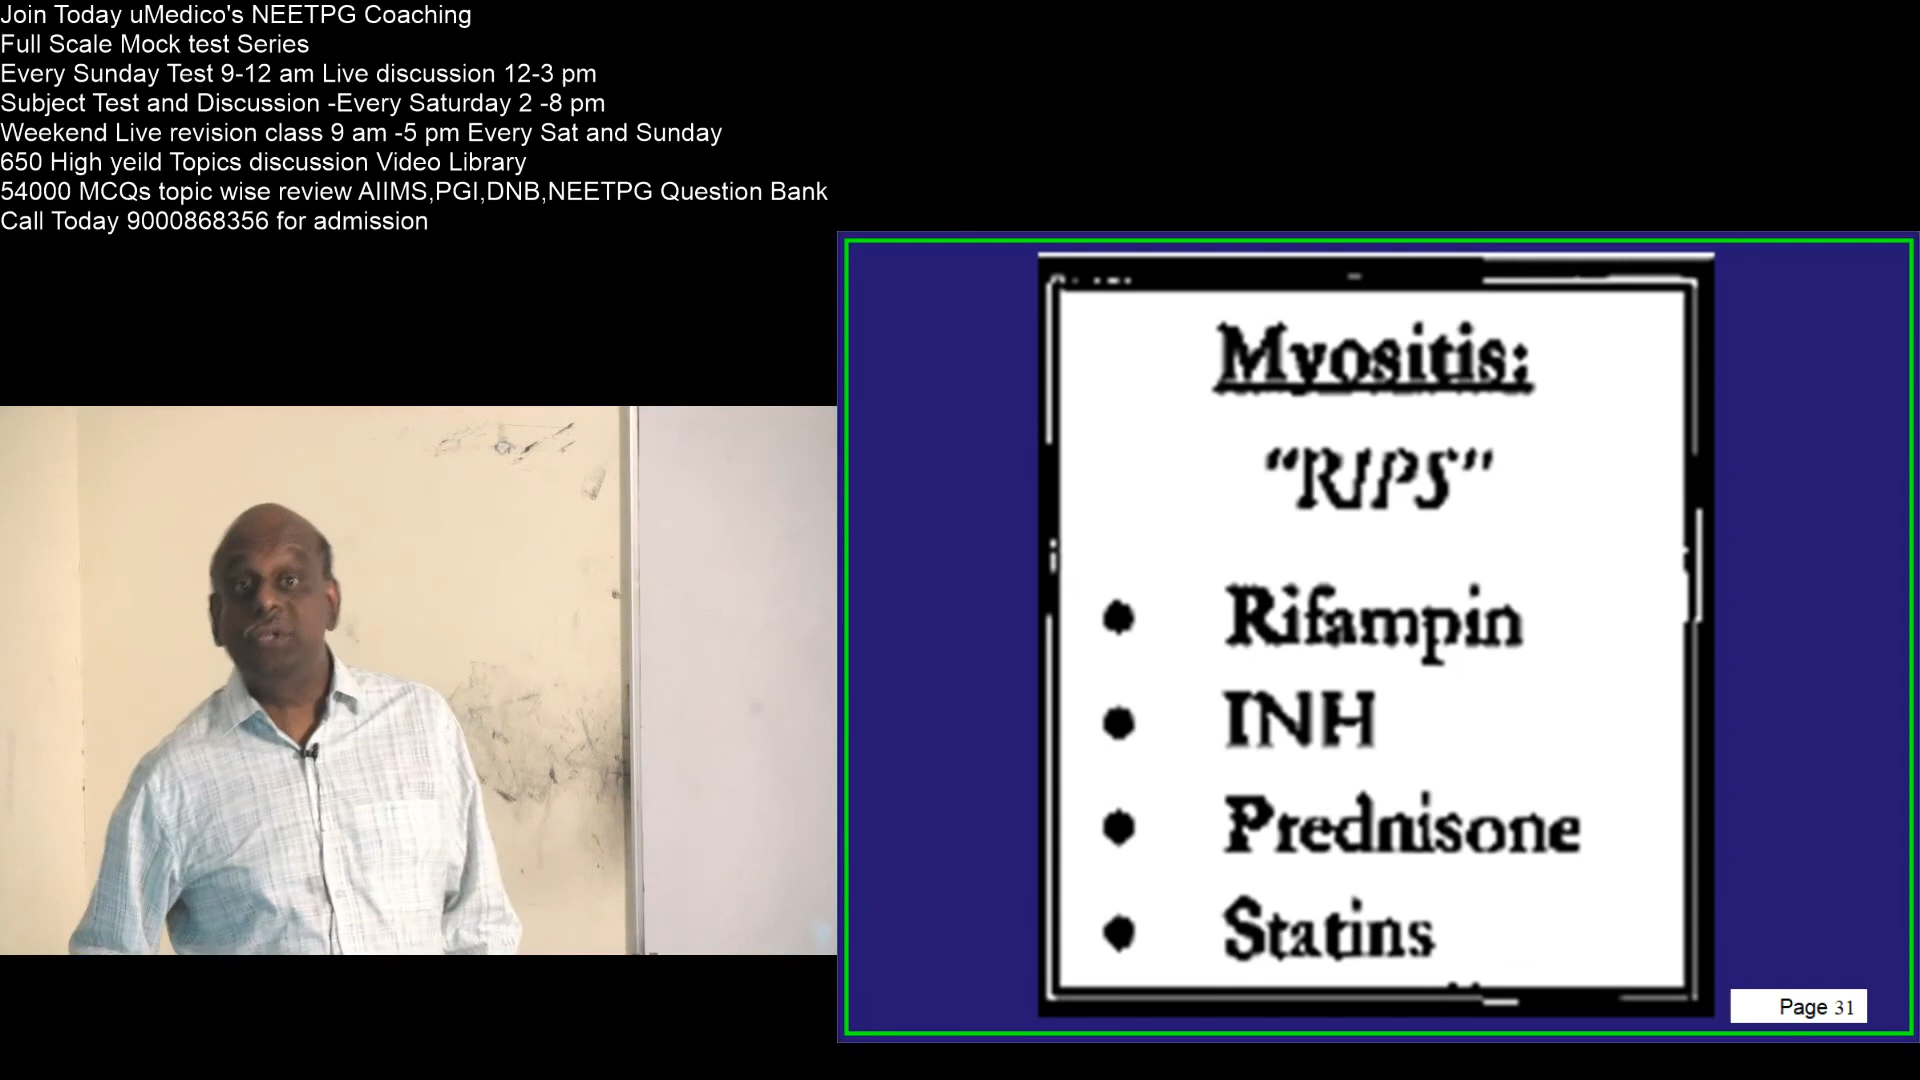 Join Today uMedico's NEETPG Coaching
Full Scale Mock test Series
Every Sunday Test 9-12 am Live discussion 12-3 pm
Subject Test and Discussion -Every Saturday 2 -8 pm
Weekend Live revision class 9 am -5 pm Every Sat and Sunday
650 High yeild Topics discussion Video Library
54000 MCQs topic wise review AIIMS,PGI,DNB,NEETPG Question Bank
Call Today 9000868356 for admission
Myositis:
"RIPS"
• Rifampin
• INH
• Prednisone
• Statins
Page 31